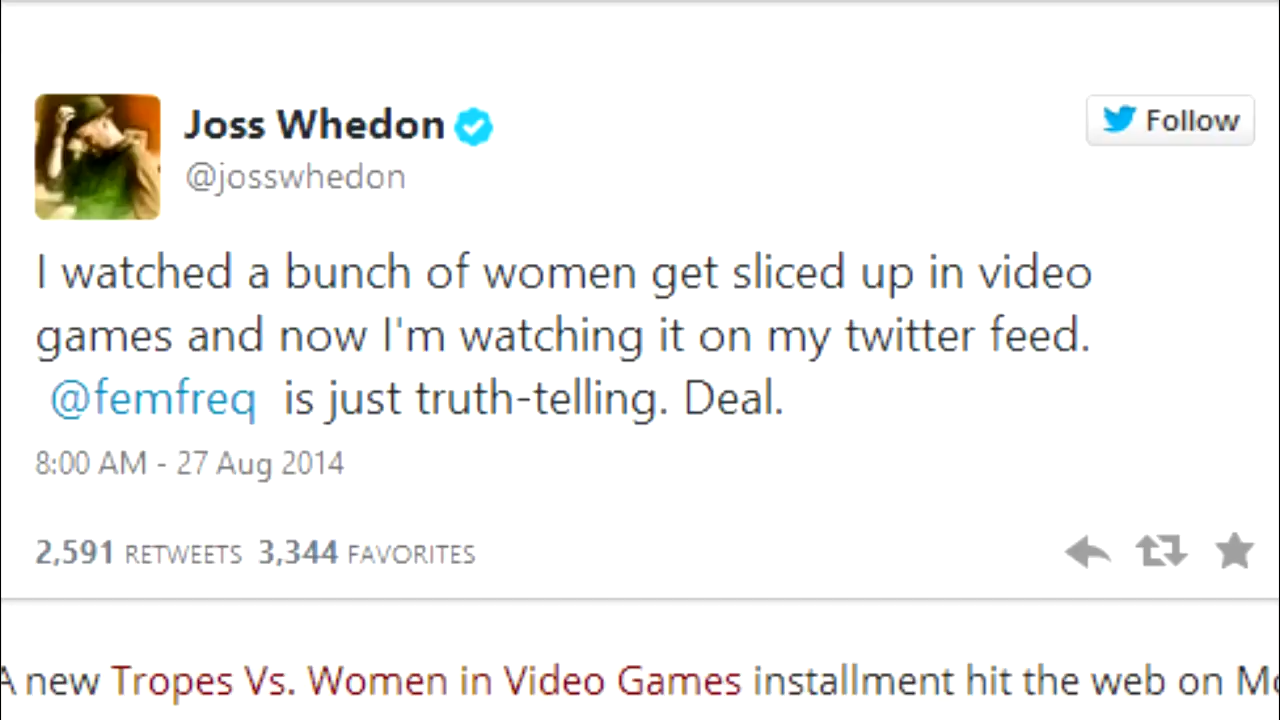 Joss Whedon
@josswhedon
Follow
I watched a bunch of women get sliced up in video
games and now I'm watching it on my twitter feed.
@femfreq is just truth-telling. Deal.
8:00 AM - 27 Aug 2014
2,591 RETWEETS 3,344 FAVORITES
A new Tropes Vs. Women in Video Games installment hit the web on